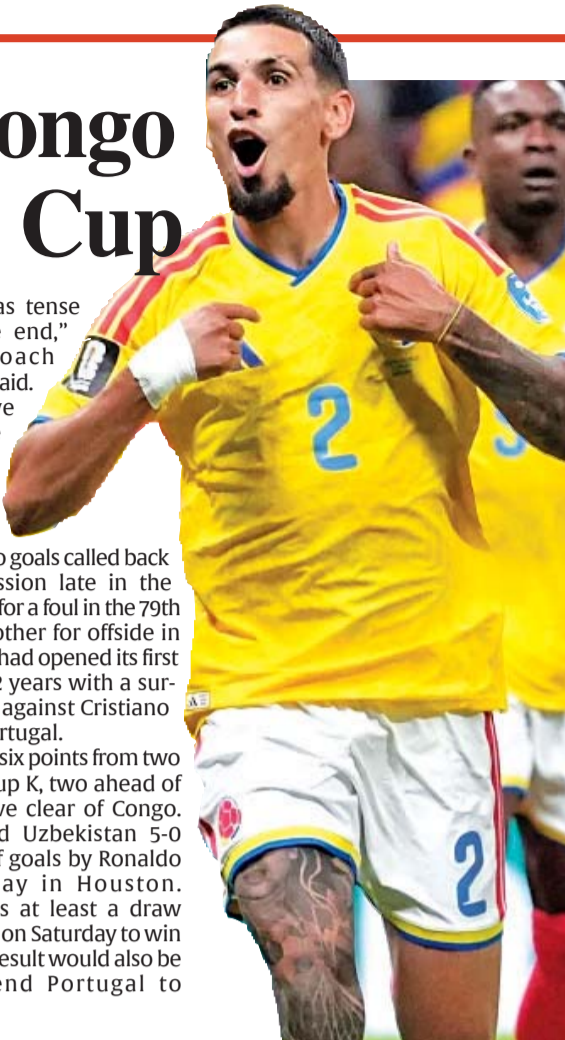 ongo
Cup
as tense
e end,”
oach
aid.
ve
o goals called back
ssion late in the
for a foul in the 79th
other for offside in
had opened its first
2 years with a sur-
against Cristiano
rtugal.
six points from two
up K, two ahead of
ve clear of Congo.
d Uzbekistan 5-0
f goals by Ronaldo
ay in Houston.
s at least a draw
on Saturday to win
result would also be
end Portugal to
2
2